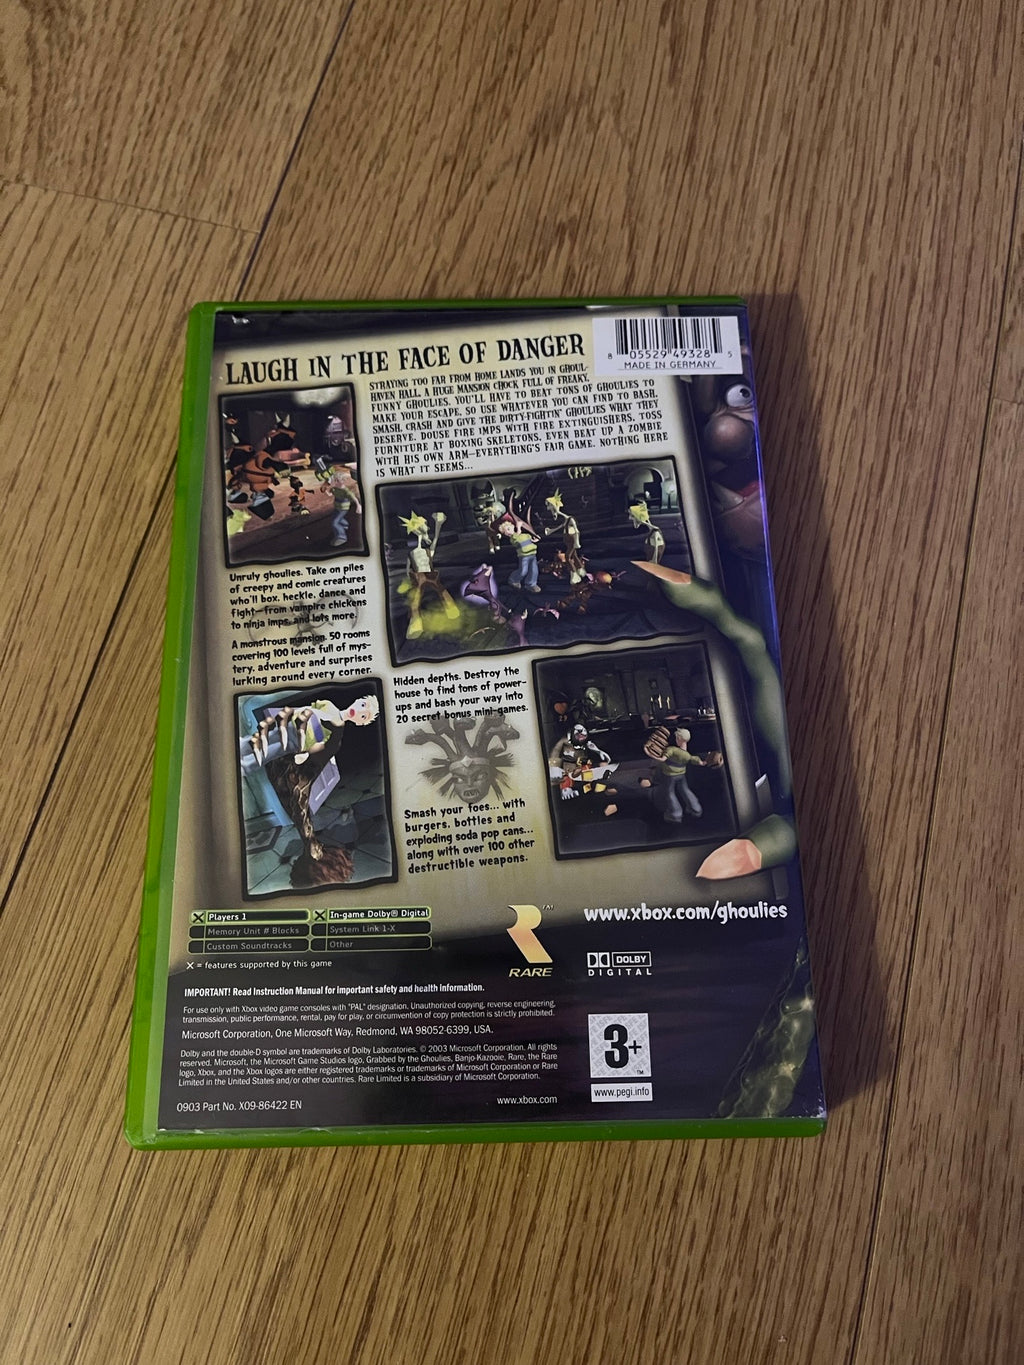 LAUGH IN THE FACE OF DANGER
8 05529 49328 5
MADE IN GERMANY
STRAYING TOO FAR FROM HOME LANDS YOU IN GHOUL-
HAVEN HALL, A HUGE MANSION CHOCK FULL OF FREAKY,
FUNNY GHOULIES. YOU'LL HAVE TO BEAT TONS OF GHOULIES TO
MAKE YOUR ESCAPE, SO USE WHATEVER YOU CAN FIND TO BASH,
SMASH, CRASH AND GIVE THE DIRTY-FIGHTIN' GHOULIES WHAT THEY
DESERVE. DOUSE FIRE IMPS WITH FIRE EXTINGUISHERS, TOSS
FURNITURE AT BOXING SKELETONS, EVEN BEAT UP A ZOMBIE
WITH HIS OWN ARM—EVERYTHING'S FAIR GAME. NOTHING HERE
IS WHAT IT SEEMS...
Unruly ghoulies. Take on piles
of creepy and comic creatures
who'll box, heckle, dance and
fight—from vampire chickens
to ninja imps, and lots more.
A monstrous mansion. 50 rooms
covering 100 levels full of mys-
tery, adventure and surprises
lurking around every corner.
Hidden depths. Destroy the
house to find tons of power-
ups and bash your way into
20 secret bonus mini-games.
Smash your foes... with
burgers, bottles and
exploding soda pop cans...
along with over 100 other
destructible weapons.
X Players 1
X In-game Dolby® Digital
Memory Unit # Blocks
System Link 1-X
Custom Soundtracks
Other
X = features supported by this game
RARE™
www.xbox.com/ghoulies
DOLBY
DIGITAL
IMPORTANT! Read Instruction Manual for important safety and health information.
For use only with Xbox video game consoles with "PAL" designation. Unauthorized copying, reverse engineering,
transmission, public performance, rental, pay for play, or circumvention of copy protection is strictly prohibited.
Microsoft Corporation, One Microsoft Way, Redmond, WA 98052-6399, USA.
Dolby and the double-D symbol are trademarks of Dolby Laboratories. © 2003 Microsoft Corporation. All rights
reserved. Microsoft, the Microsoft Game Studios logo, Grabbed by the Ghoulies, Banjo-Kazooie, Rare, the Rare
logo, Xbox, and the Xbox logos are either registered trademarks or trademarks of Microsoft Corporation or Rare
Limited in the United States and/or other countries. Rare Limited is a subsidiary of Microsoft Corporation.
0903 Part No. X09-86422 EN
www.xbox.com
3+™
www.pegi.info